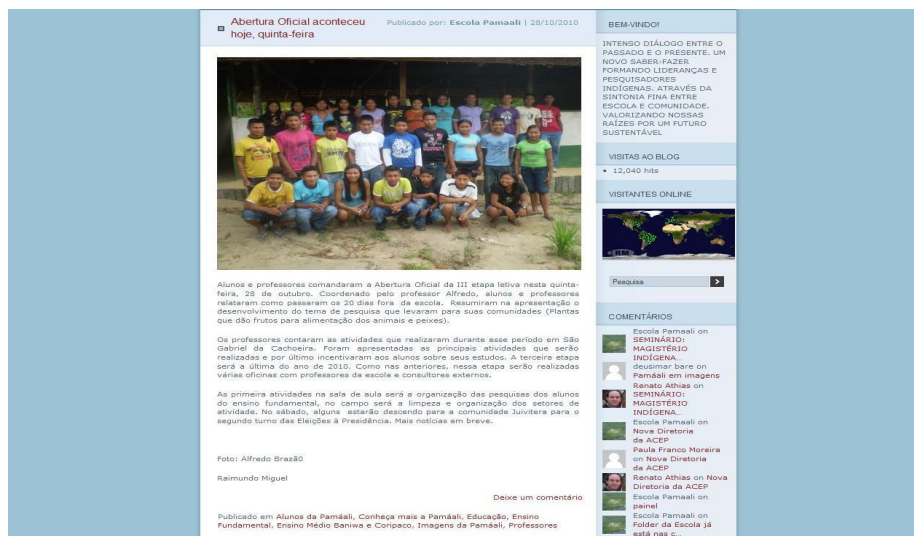 Abertura Oficial aconteceu
hoje, quinta-feira
Publicado por: Escola Pamaali | 28/10/2010
Alunos e professores comandaram a Abertura Oficial da III etapa letiva nesta quinta-
feira, 28 de outubro. Coordenado pelo professor Alfredo, alunos e professores
relataram como passaram os 20 dias fora da escola. Resumiram na apresentação o
desenvolvimento do tema de pesquisa que levaram para suas comunidades (Plantas
que dão frutos para alimentação dos animais e peixes).
Os professores contaram as atividades que realizaram durante esse período em São
Gabriel da Cachoeira. Foram apresentadas as principais atividades que serão
realizadas e por último incentivaram aos alunos sobre seus estudos. A terceira etapa
será a última do ano de 2010. Como nas anteriores, nessa etapa serão realizadas
várias oficinas com professores da escola e consultores externos.
As primeira atividades na sala de aula será a organização das pesquisas dos alunos
do ensino fundamental, no campo será a limpeza e organização dos setores de
atividade. No sábado, alguns estarão descendo para a comunidade Juivitera para o
segundo turno das Eleições à Presidência. Mais notícias em breve.
Foto: Alfredo Brazã0
Raimundo Miguel
Deixe um comentário
Publicado em Alunos da Pamáali, Conheça mais a Pamáali, Educação, Ensino
Fundamental, Ensino Médio Baniwa e Coripaco, Imagens da Pamáali, Professores
BEM-VINDO!
INTENSO DIÁLOGO ENTRE O
PASSADO E O PRESENTE. UM
NOVO SABER-FAZER
FORMANDO LIDERANÇAS E
PESQUISADORES
INDÍGENAS. ATRAVÉS DA
SINTONIA FINA ENTRE
ESCOLA E COMUNIDADE.
VALORIZANDO NOSSAS
RAÍZES POR UM FUTURO
SUSTENTÁVEL
VISITAS AO BLOG
12,040 hits
VISITANTES ONLINE
Pesquisa
COMENTÁRIOS
Escola Pamaali on
SEMINÁRIO:
MAGISTÉRIO
INDÍGENA...
deusimar bare on
Pamáali em imagens
Renato Athias on
SEMINÁRIO:
MAGISTÉRIO
INDÍGENA...
Escola Pamaali on
Nova Diretoria
da ACEP
Paula Franco Moreira
on Nova Diretoria
da ACEP
Renato Athias on Nova
Diretoria da ACEP
Escola Pamaali on
painel
Escola Pamaali on
Folder da Escola já
está nas c...